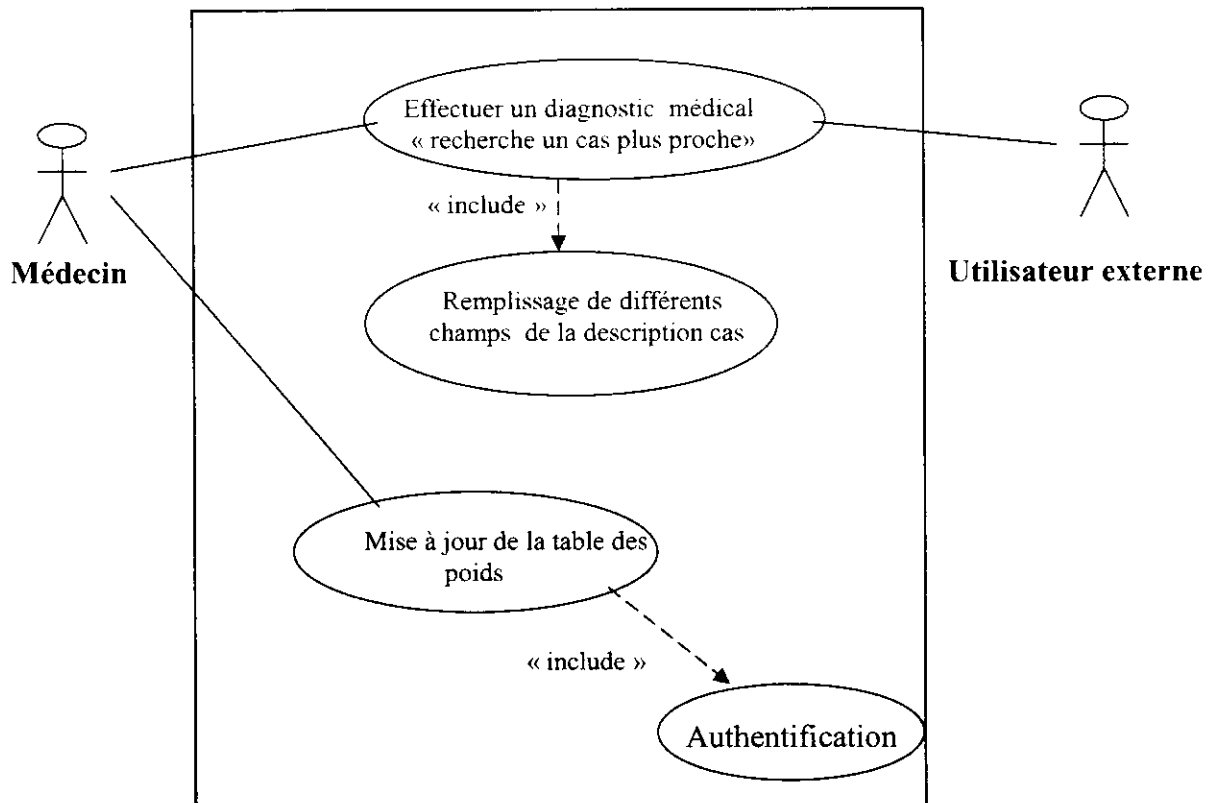 Effectuer un diagnostic médical
« recherche un cas plus proche»
« include »
Médecin
Utilisateur externe
Remplissage de différents
champs de la description cas
Mise à jour de la table des
poids
« include »
Authentification